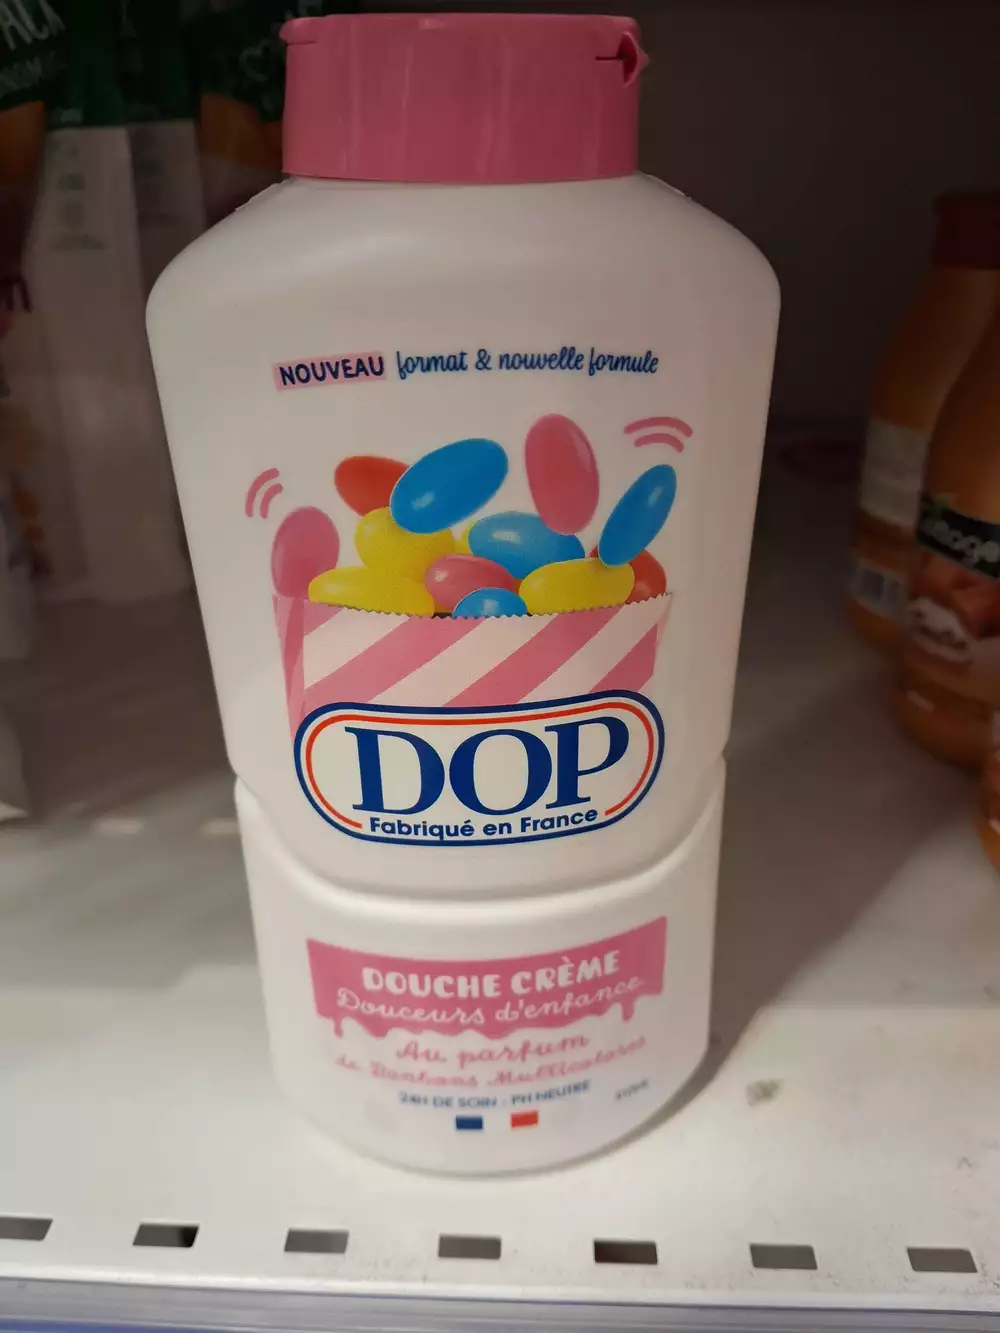 NOUVEAU format & nouvelle formule
DOP
Fabriqué en France
DOUCHE CRÈME
Douceurs d'enfance
Au parfum
de Bonbons Multicolores
24H DE SOIN - PH NEUTRE